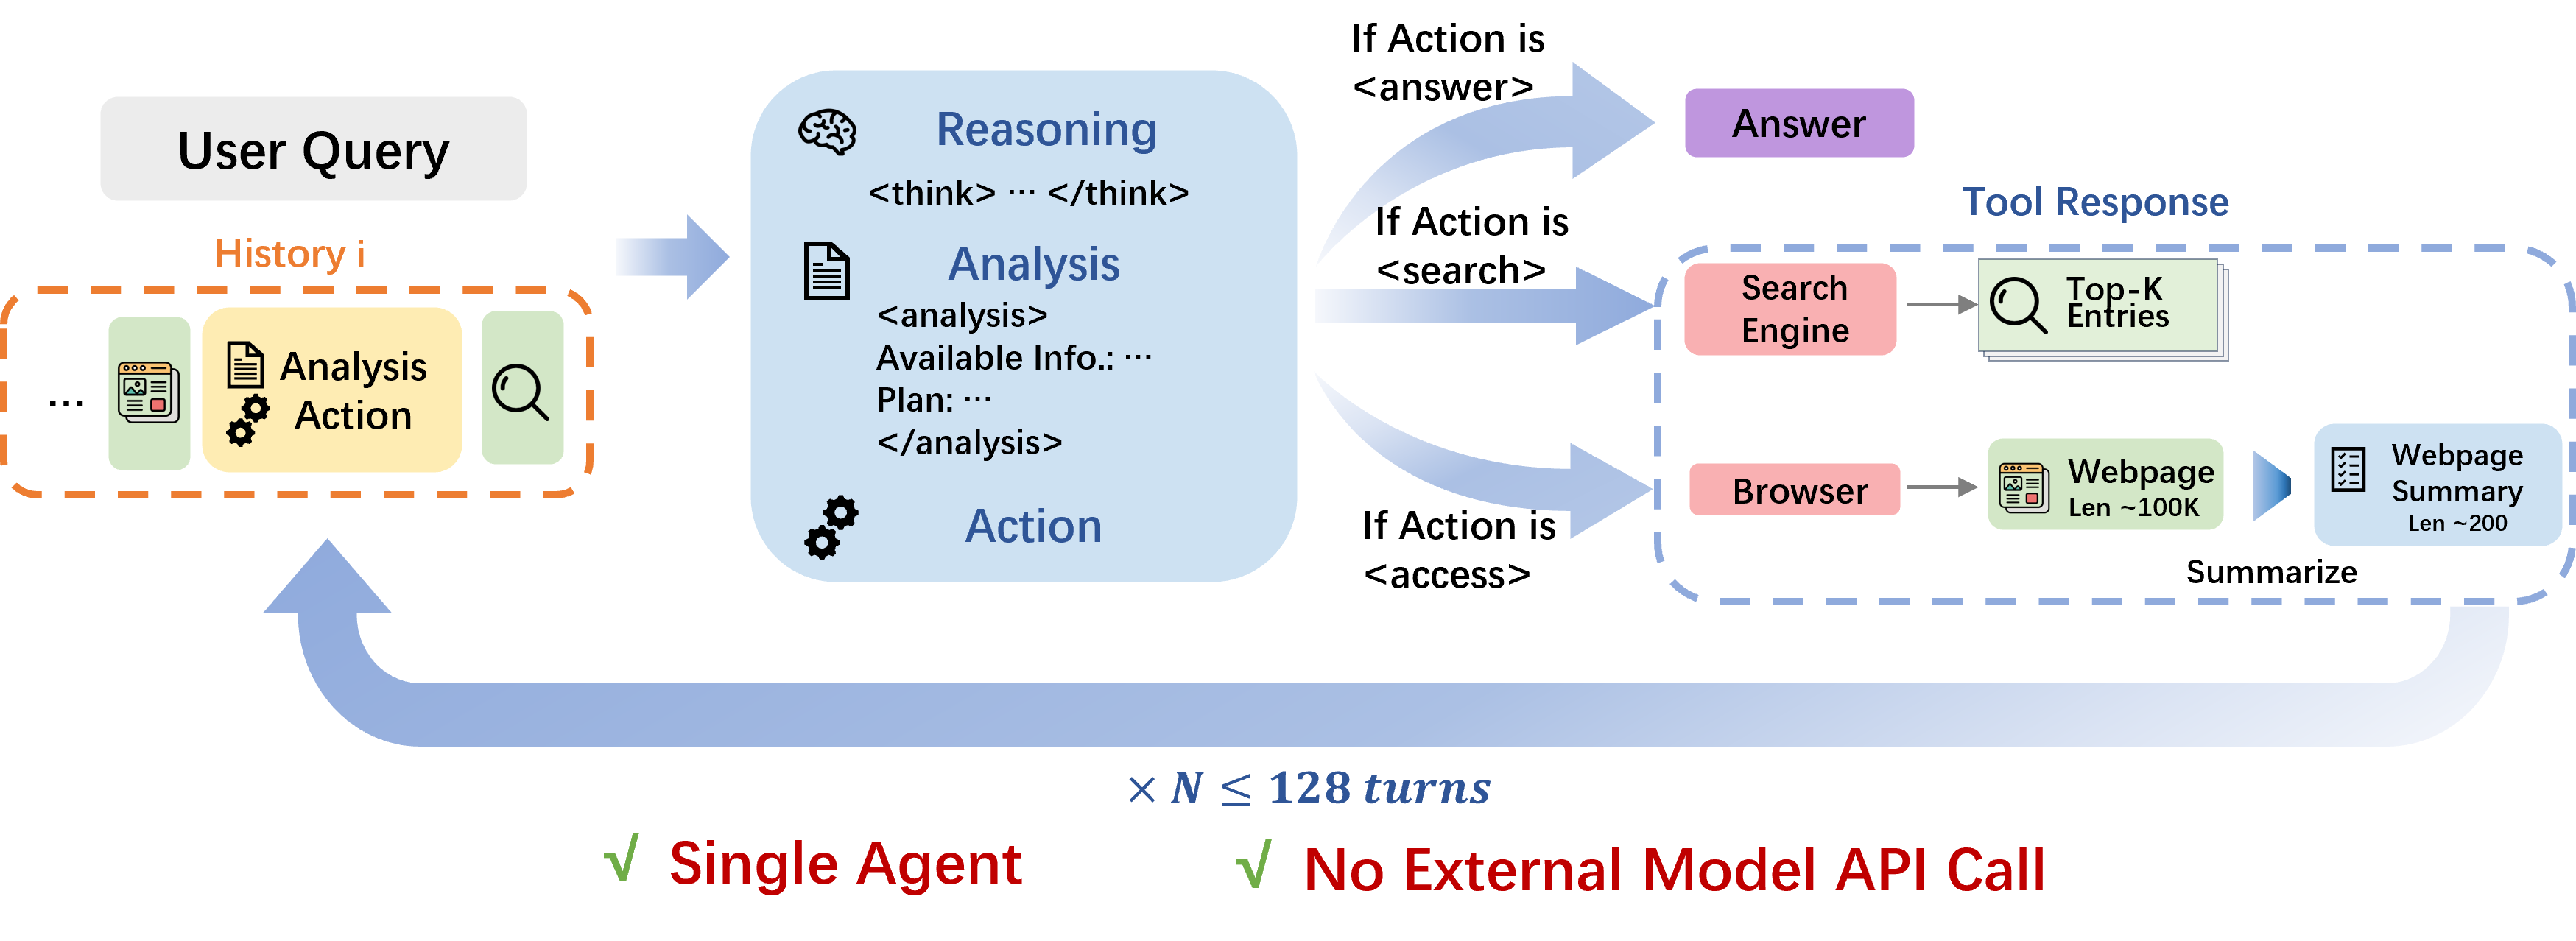 User Query
History i
...
Analysis
Action
Reasoning
<think> ··· </think>
Analysis
<analysis>
Available Info.: ···
Plan: ···
</analysis>
Action
If Action is
<answer>
Answer
If Action is
<search>
Tool Response
Search
Engine
Top-K
Entries
If Action is
<access>
Browser
Webpage
Len ~100K
Webpage
Summary
Len ~200
Summarize
× N ≤ 128 turns
√ Single Agent
√ No External Model API Call